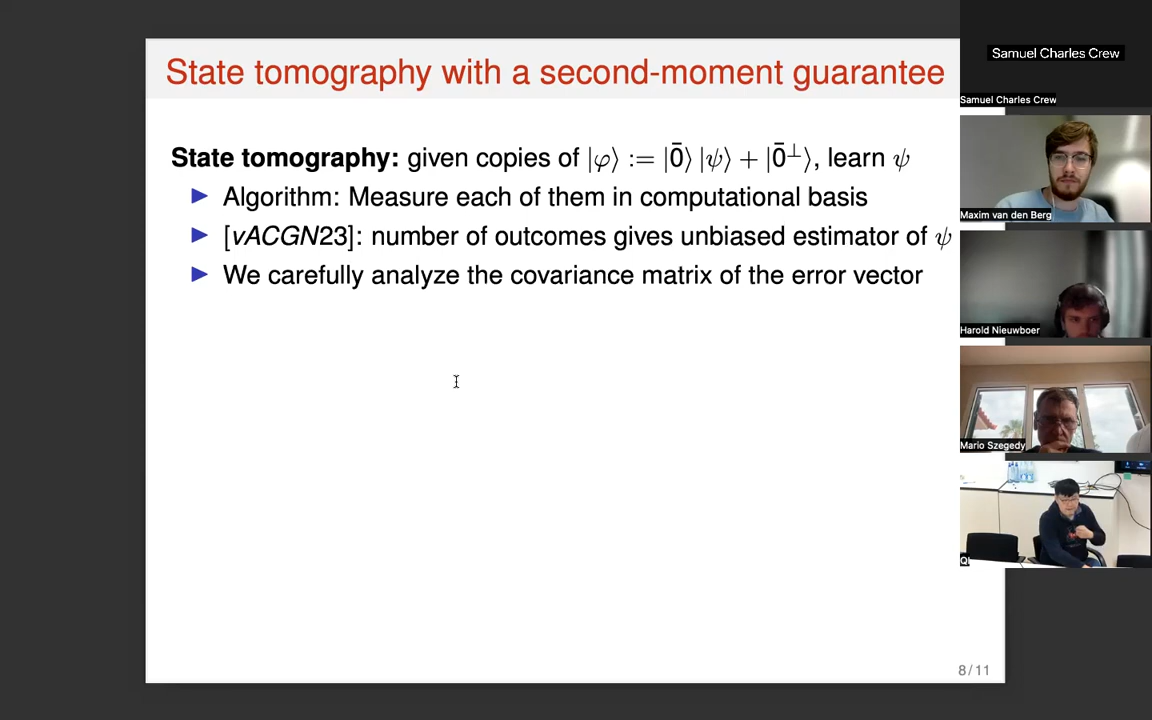 State tomography with a second-moment guarantee
State tomography: given copies of |φ⟩ := |0̄⟩ |ψ⟩ + |0̄⊥⟩, learn ψ
▶ Algorithm: Measure each of them in computational basis
▶ [vACGN23]: number of outcomes gives unbiased estimator of ψ
▶ We carefully analyze the covariance matrix of the error vector
8/11
Samuel Charles Crew
Samuel Charles Crew
Maxim van den Berg
Harold Nieuwboer
Mario Szegedy